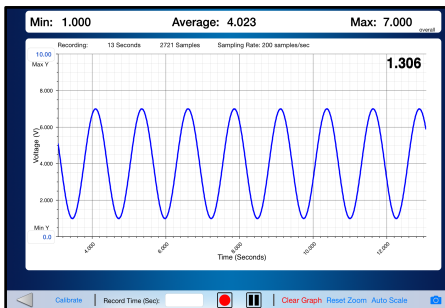 Min: 1.000 Average: 4.023 Max: 7.000
overall
Recording: 13 Seconds 2721 Samples Sampling Rate: 200 samples/sec
10.00
Max Y
1.306
8.000
6.000
4.000
2.000
Min Y
0.0
Voltage (V)
4.000 6.000 8.000 10.000 12.000
Time (Seconds)
Calibrate Record Time (Sec): Clear Graph Reset Zoom Auto Scale